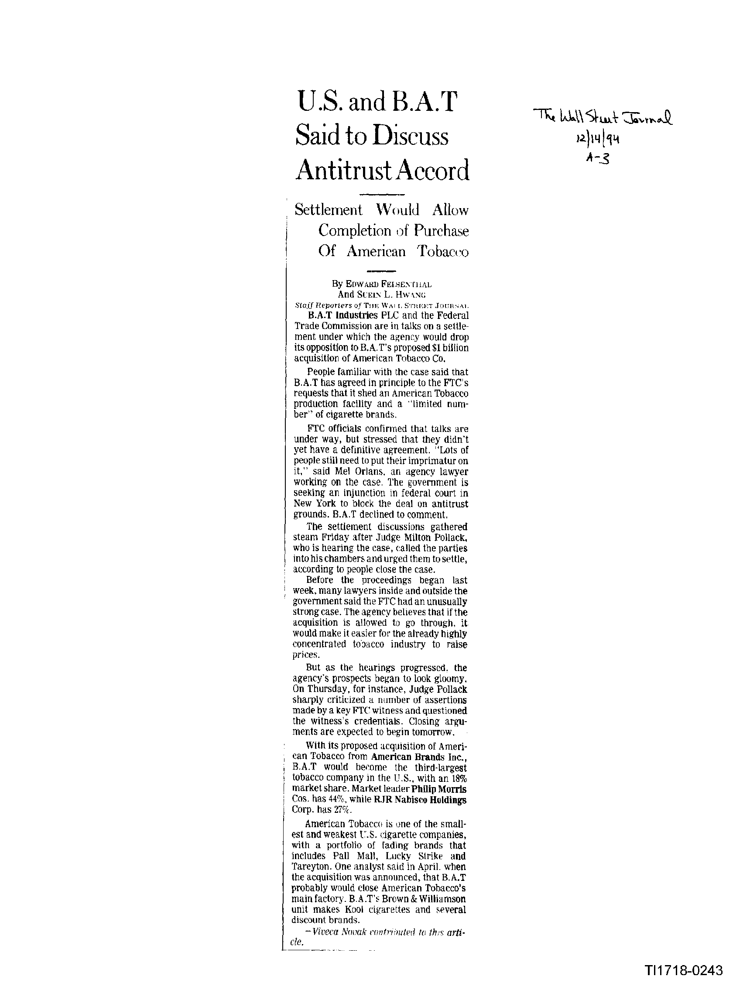 U.S. and B.A.T
Said to Discuss
Antitrust Accord
Settlement Would Allow
Completion of Purchase
Of American Tobacco
By EDWARD FELSENTHAL
And SUEIN L. HWANG
Staff Reporters of THE WALL STREET JOURNAL
B.A.T Industries PLC and the Federal
Trade Commission are in talks on a settle-
ment under which the agency would drop
its opposition to B.A.T's proposed $1 billion
acquisition of American Tobacco Co.
People familiar with the case said that
B.A.T has agreed in principle to the FTC's
requests that it shed an American Tobacco
production facility and a "limited num-
ber" of cigarette brands.
FTC officials confirmed that talks are
under way, but stressed that they didn't
yet have a definitive agreement. "Lots of
people still need to put their imprimatur on
it," said Mel Orlans, an agency lawyer
working on the case. The government is
seeking an injunction in federal court in
New York to block the deal on antitrust
grounds. B.A.T declined to comment.
The settlement discussions gathered
steam Friday after Judge Milton Pollack,
who is hearing the case, called the parties
into his chambers and urged them to settle,
according to people close the case.
Before the proceedings began last
week, many lawyers inside and outside the
government said the FTC had an unusually
strong case. The agency believes that if the
acquisition is allowed to go through, it
would make it easier for the already highly
concentrated tobacco industry to raise
prices.
But as the hearings progressed, the
agency's prospects began to look gloomy.
On Thursday, for instance, Judge Pollack
sharply criticized a number of assertions
made by a key FTC witness and questioned
the witness's credentials. Closing argu-
ments are expected to begin tomorrow.
With its proposed acquisition of Ameri-
can Tobacco from American Brands Inc.,
B.A.T would become the third-largest
tobacco company in the U.S., with an 18%
market share. Market leader Philip Morris
Cos. has 44%, while RJR Nabisco Holdings
Corp. has 27%.
American Tobacco is one of the small-
est and weakest U.S. cigarette companies,
with a portfolio of fading brands that
includes Pall Mall, Lucky Strike and
Tareyton. One analyst said in April, when
the acquisition was announced, that B.A.T
probably would close American Tobacco's
main factory. B.A.T's Brown & Williamson
unit makes Kool cigarettes and several
discount brands.
—Viveca Novak contributed to this arti-
cle.
The Wall Street Journal
12/14/94
A-3
TI1718-0243